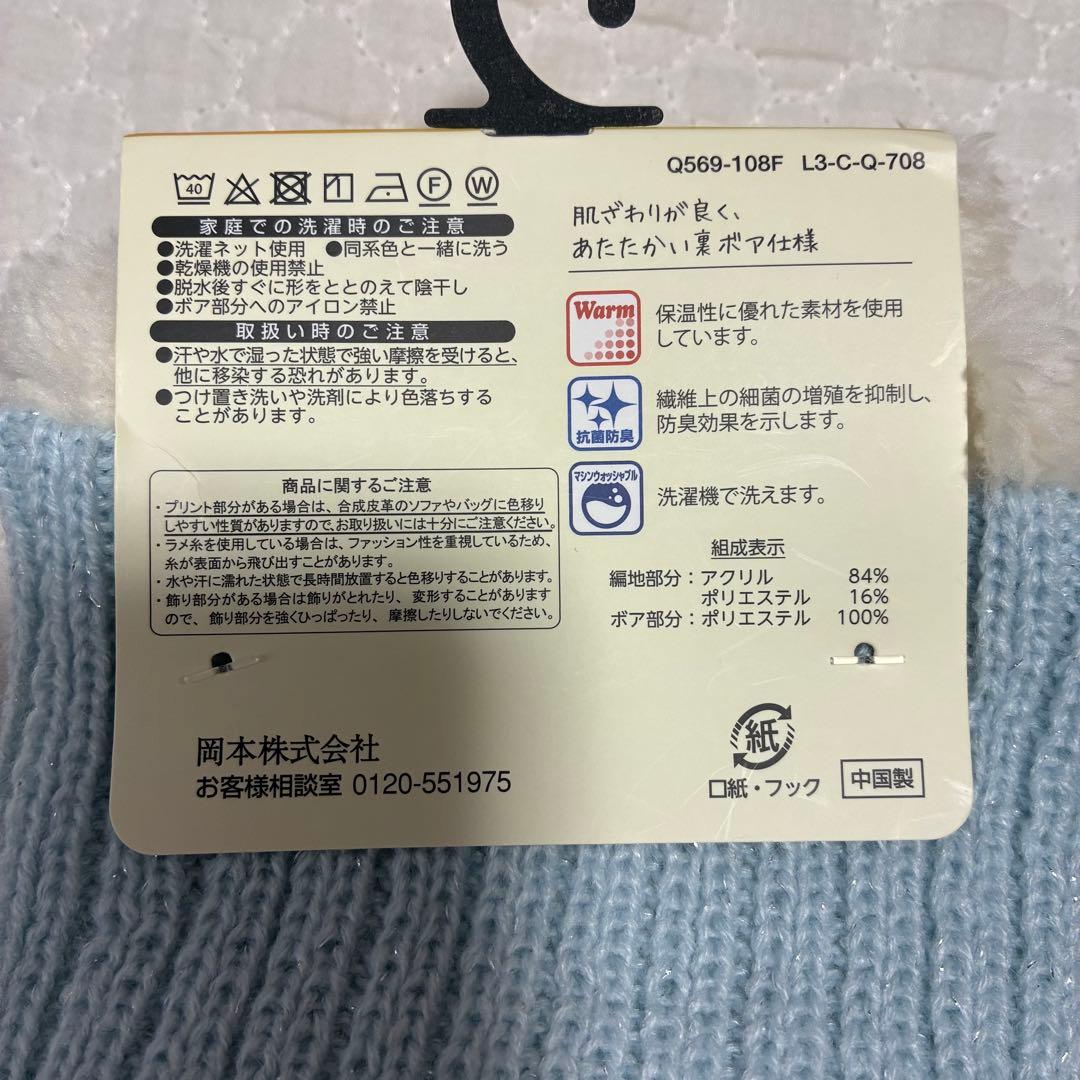 Q569-108F L3-C-Q-708
40
F
W
家庭での洗濯時のご注意
●洗濯ネット使用 ●同系色と一緒に洗う
●乾燥機の使用禁止
●脱水後すぐに形をととのえて陰干し
●ボア部分へのアイロン禁止
取扱い時のご注意
●汗や水で湿った状態で強い摩擦を受けると、
他に移染する恐れがあります。
●つけ置き洗いや洗剤により色落ちする
ことがあります。
商品に関するご注意
・プリント部分がある場合は、合成皮革のソファやバッグに色移り
しやすい性質がありますので、お取り扱いには十分にご注意ください。
・ラメ糸を使用している場合は、ファッション性を重視しているため、
糸が表面から飛び出すことがあります。
・水や汗に濡れた状態で長時間放置すると色移りすることがあります。
・飾り部分がある場合は飾りがとれたり、変形することがあります
ので、飾り部分を強くひっぱったり、摩擦したりしないでください。
肌ざわりが良く、
あたたかい裏ボア仕様
Warm
保温性に優れた素材を使用
しています。
抗菌防臭
繊維上の細菌の増殖を抑制し、
防臭効果を示します。
マシンウォッシャブル
洗濯機で洗えます。
組成表示
編地部分：アクリル 84%
ポリエステル 16%
ボア部分：ポリエステル 100%
岡本株式会社
お客様相談室 0120-551975
紙
口紙・フック
中国製